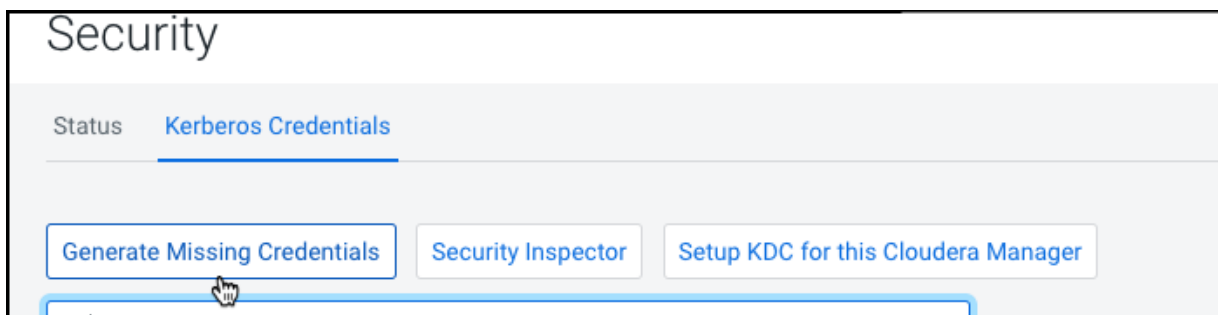 Security
Status Kerberos Credentials
Generate Missing Credentials Security Inspector Setup KDC for this Cloudera Manager